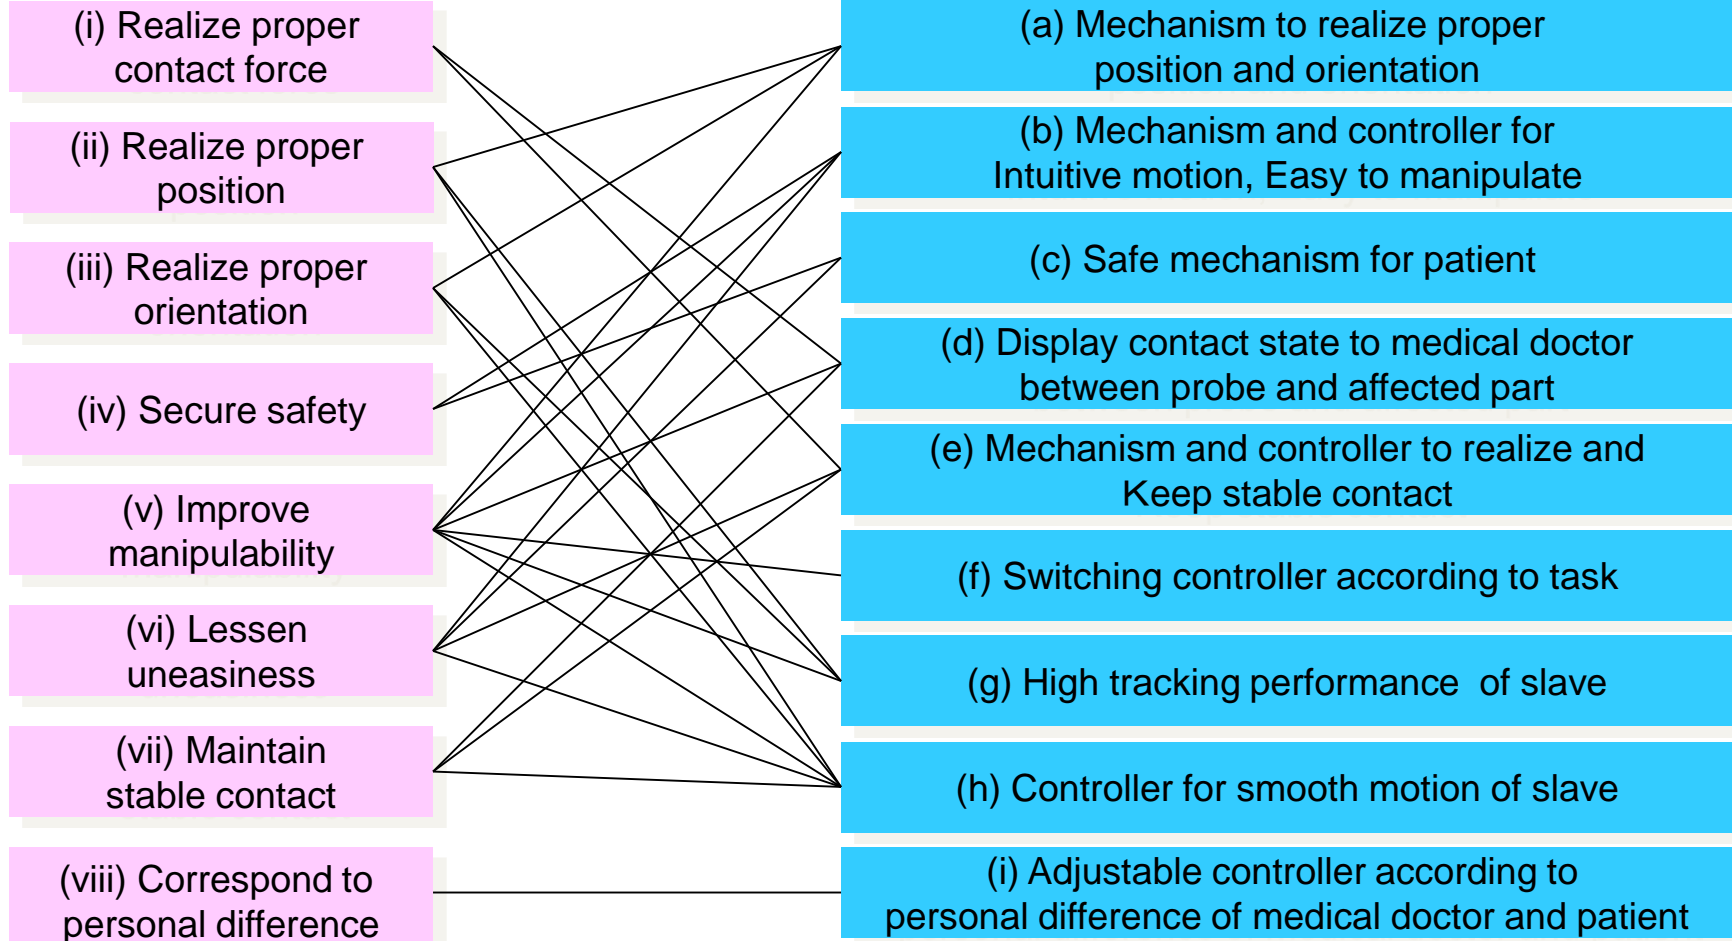 (i) Realize proper
contact force
(ii) Realize proper
position
(iii) Realize proper
orientation
(iv) Secure safety
(v) Improve
manipulability
(vi) Lessen
uneasiness
(vii) Maintain
stable contact
(viii) Correspond to
personal difference
(a) Mechanism to realize proper
position and orientation
(b) Mechanism and controller for
Intuitive motion, Easy to manipulate
(c) Safe mechanism for patient
(d) Display contact state to medical doctor
between probe and affected part
(e) Mechanism and controller to realize and
Keep stable contact
(f) Switching controller according to task
(g) High tracking performance of slave
(h) Controller for smooth motion of slave
(i) Adjustable controller according to
personal difference of medical doctor and patient